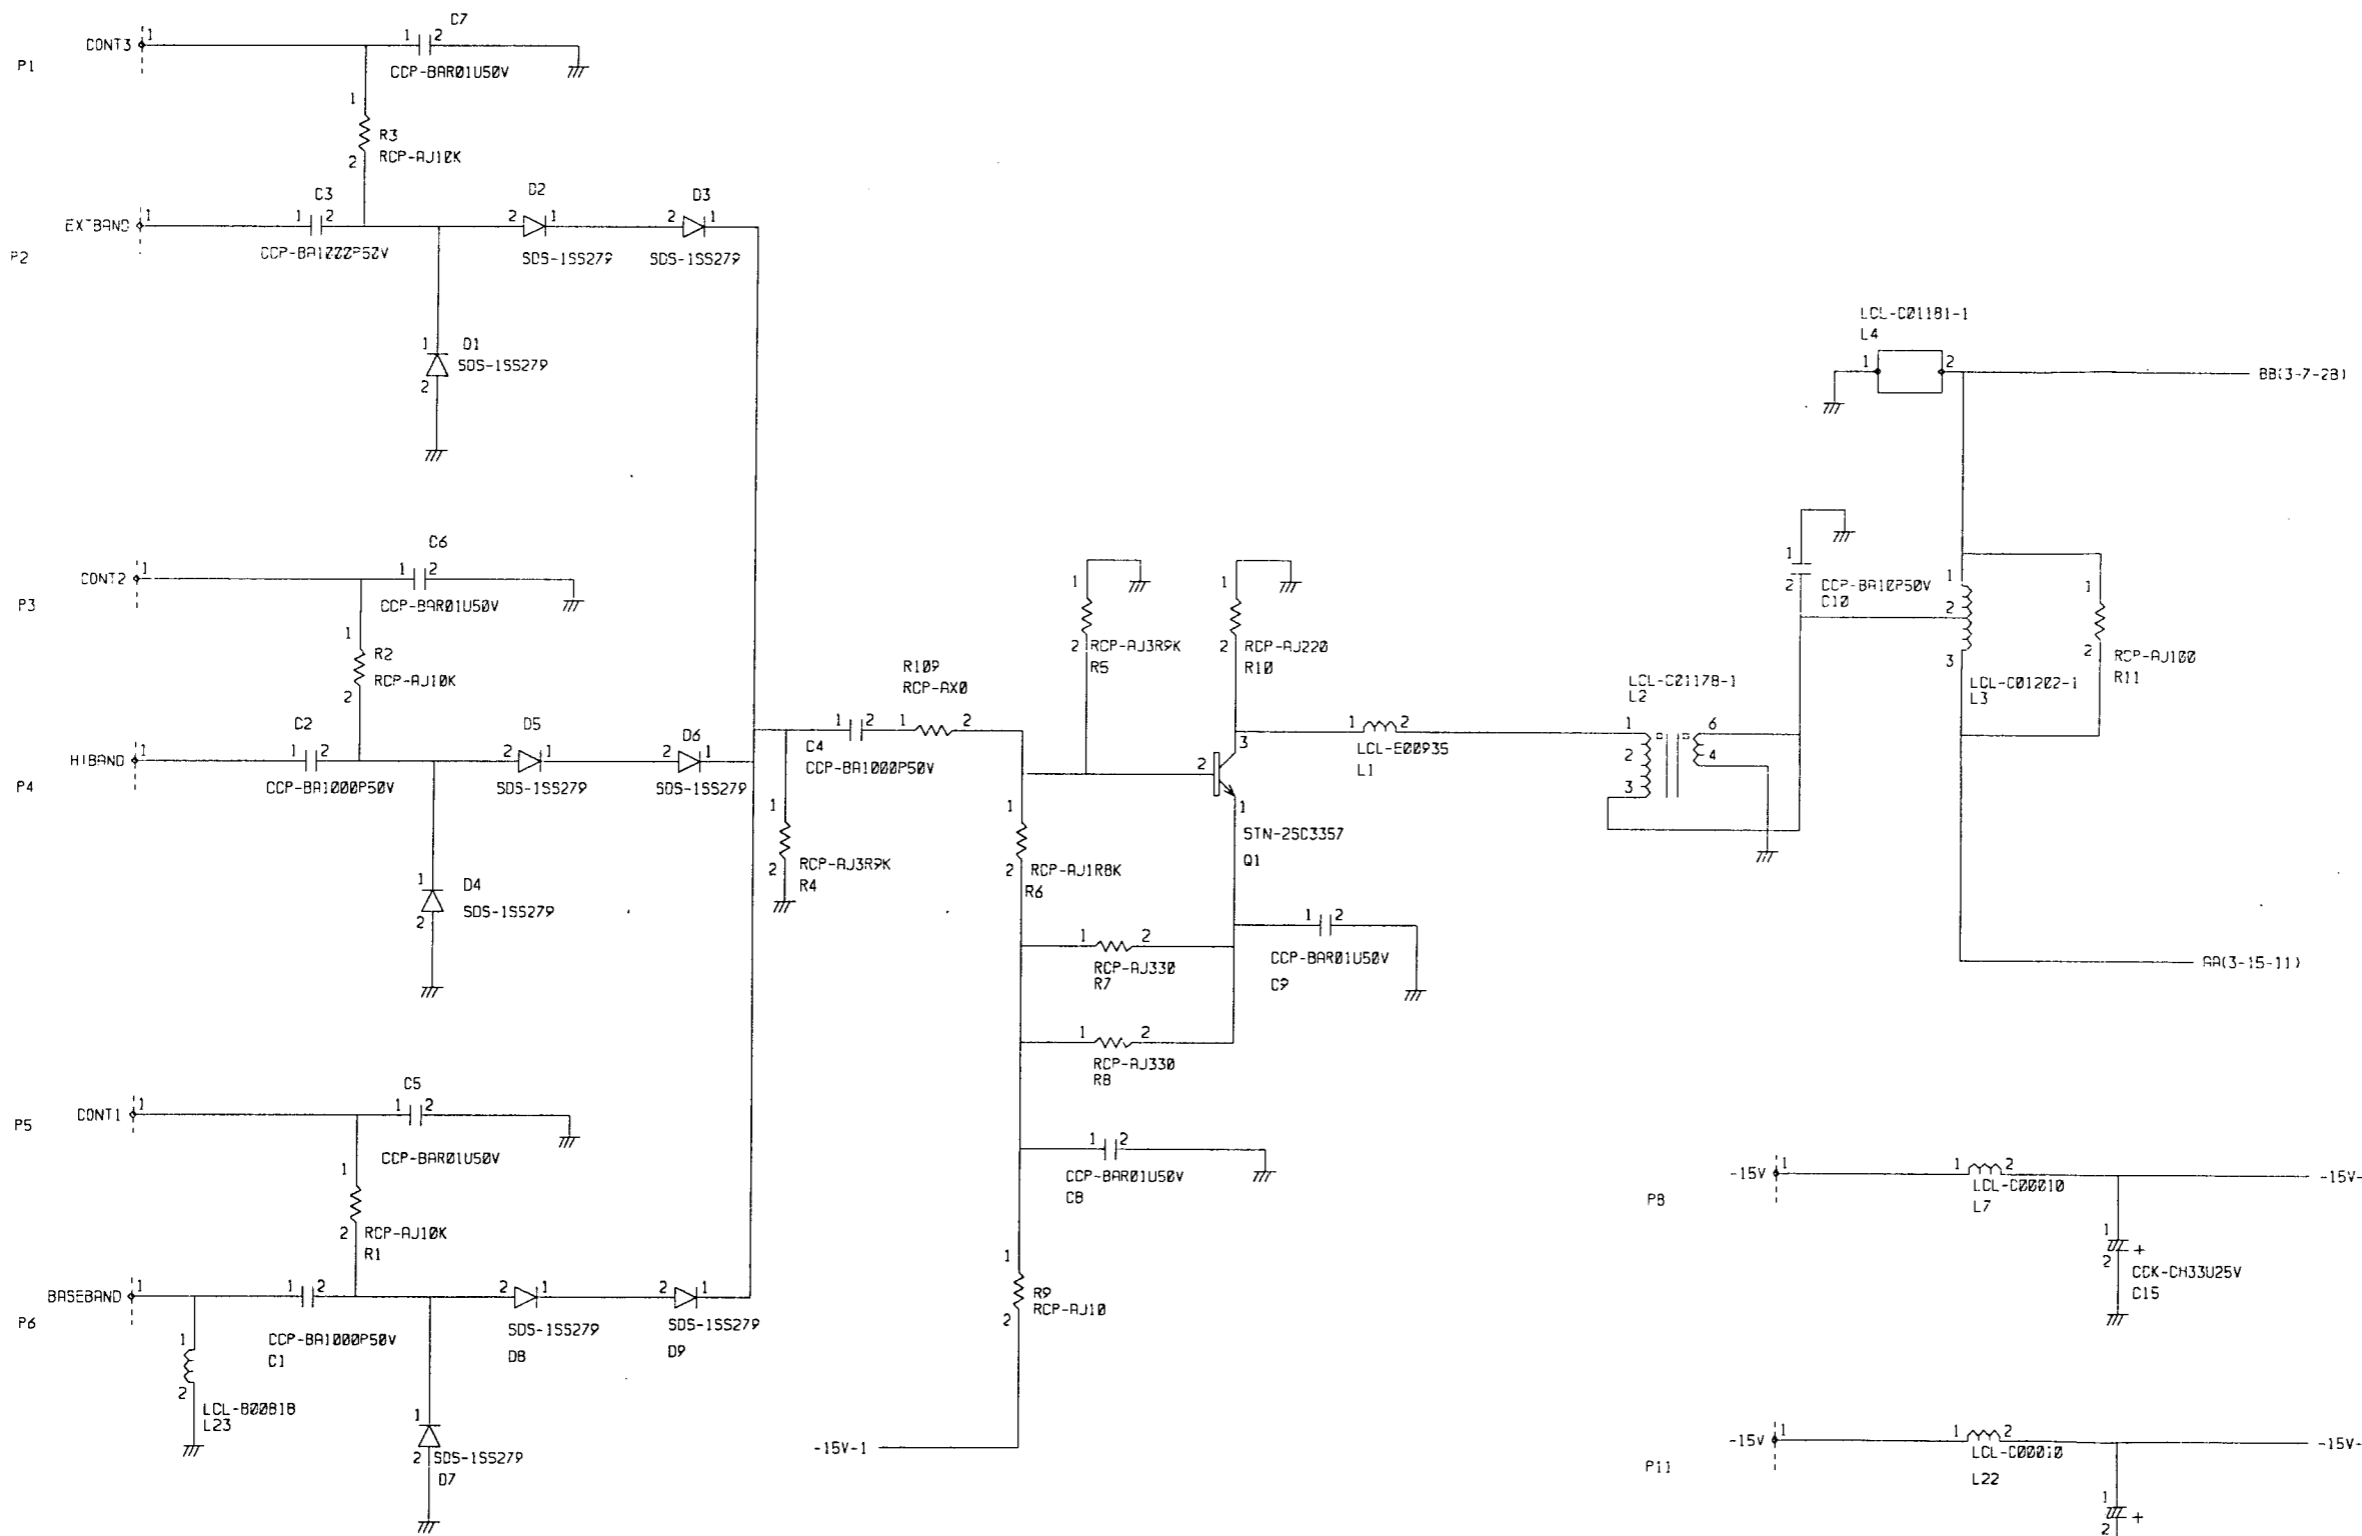 C7
CONT3 1 1 2
P1 CCP-BAR01U50V
1
R3
RCP-AJ10K
2
C3 D2 D3
EXTBAND 1 1 2 2 1 2 1
P2 CCP-BA1000P50V SDS-1SS279 SDS-1SS279
1 D1
SDS-1SS279
2
LCL-C01181-1
L4
1 2
BB(3-7-2B)
C6
CONT2 1 1 2
P3 CCP-BAR01U50V
1
R2
RCP-AJ10K
2
C2 D5 D6
HIBAND 1 1 2 2 1 2 1
P4 CCP-BA1000P50V SDS-1SS279 SDS-1SS279
1 D4
SDS-1SS279
2
R109
RCP-AX0
1 2 1 2
C4
CCP-BA1000P50V
1
RCP-AJ3R9K
2 R4
1
2 RCP-AJ3R9K
R5
1
2 RCP-AJ220
R10
1
RCP-AJ1R8K
2 R6
2 3
1
STN-2SC3357
Q1
1 2
LCL-E00935
L1
LCL-C01178-1
L2
1 6
2 4
3
1
CCP-BA10P50V
2 C10
1
2
3
LCL-C01202-1
L3
1
2 RCP-AJ100
R11
AA(3-15-11)
1 2
RCP-AJ330
R7
1 2
CCP-BAR01U50V
C9
1 2
RCP-AJ330
R8
1 2
CCP-BAR01U50V
C8
1
R9
RCP-AJ10
2
-15V-1
C5
CONT1 1 1 2
P5 CCP-BAR01U50V
1
RCP-AJ10K
2 R1
BASEBAND 1 1 2 2 1 2 1
P6 CCP-BA1000P50V SDS-1SS279 SDS-1SS279
C1 D8 D9
1
2
LCL-B0081B
L23
1
2 SDS-1SS279
D7
-15V 1 1 2 -15V-
P8 LCL-C00010
L7
1
+
2 CCK-CH33U25V
C15
-15V 1 1 2 -15V-
P11 LCL-C00010
L22
1
+
2